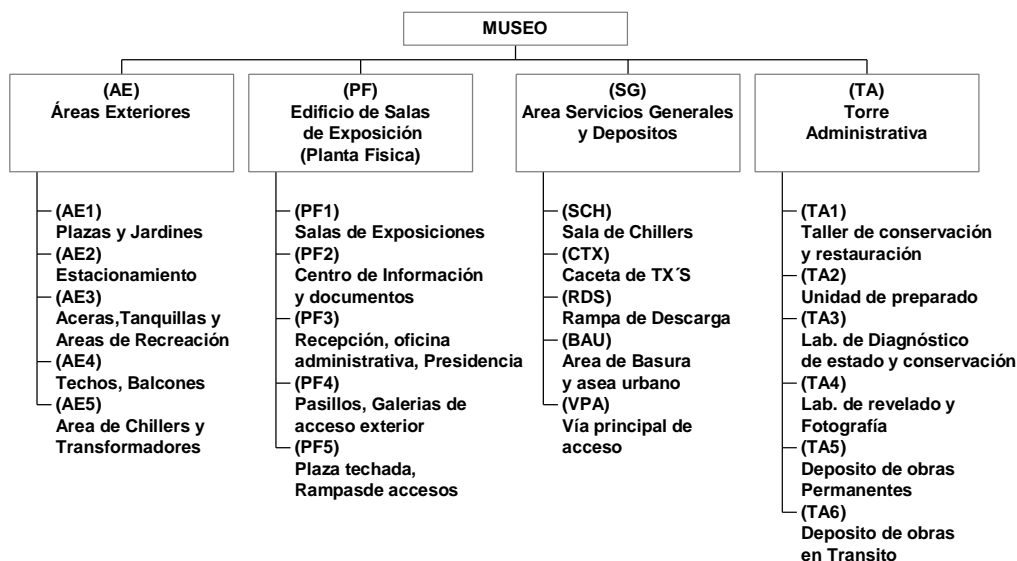 MUSEO
(AE)
Áreas Exteriores
(PF)
Edificio de Salas
de Exposición
(Planta Fisica)
(SG)
Area Servicios Generales
y Depositos
(TA)
Torre
Administrativa
(AE1)
Plazas y Jardines
(AE2)
Estacionamiento
(AE3)
Aceras,Tanquillas y
Areas de Recreación
(AE4)
Techos, Balcones
(AE5)
Area de Chillers y
Transformadores
(PF1)
Salas de Exposiciones
(PF2)
Centro de Información
y documentos
(PF3)
Recepción, oficina
administrativa, Presidencia
(PF4)
Pasillos, Galerias de
acceso exterior
(PF5)
Plaza techada,
Rampasde accesos
(SCH)
Sala de Chillers
(CTX)
Caceta de TX´S
(RDS)
Rampa de Descarga
(BAU)
Area de Basura
y asea urbano
(VPA)
Vía principal de
acceso
(TA1)
Taller de conservación
y restauración
(TA2)
Unidad de preparado
(TA3)
Lab. de Diagnóstico
de estado y conservación
(TA4)
Lab. de revelado y
Fotografía
(TA5)
Deposito de obras
Permanentes
(TA6)
Deposito de obras
en Transito